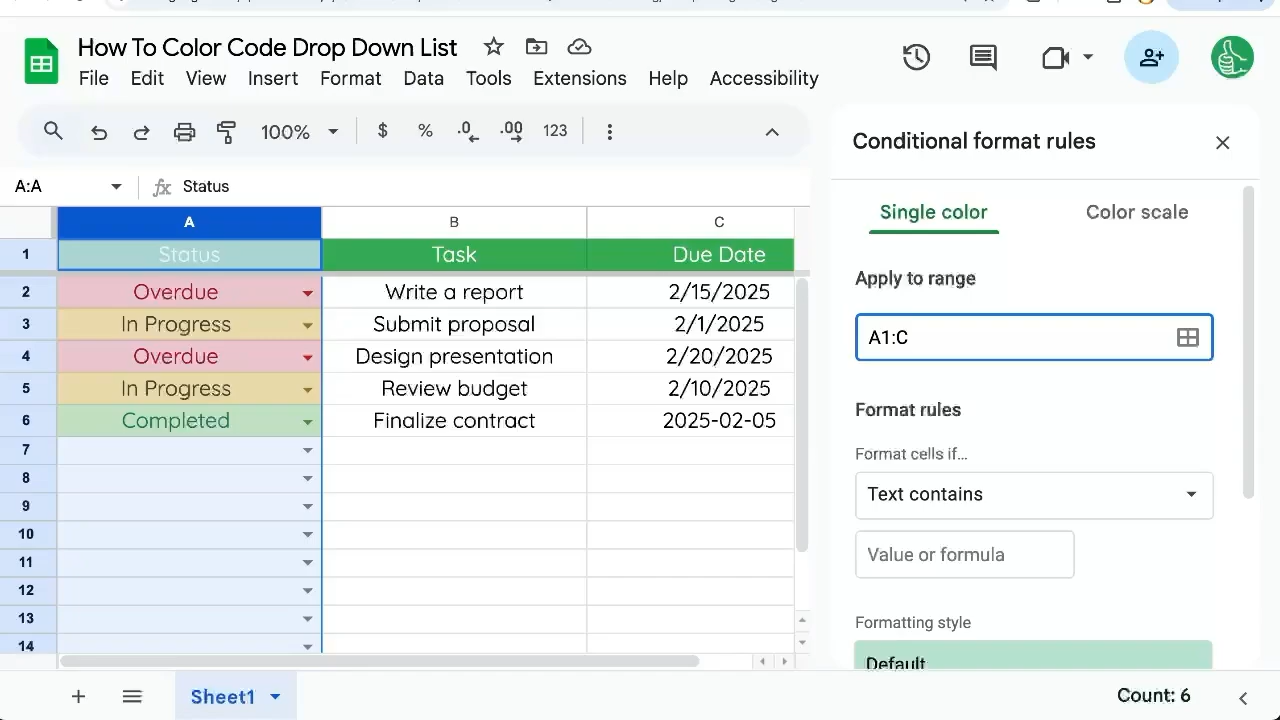 How To Color Code Drop Down List
File Edit View Insert Format Data Tools Extensions Help Accessibility
100% $ % .0 .00 123
A:A fx Status
A B C
1 Status Task Due Date
2 Overdue Write a report 2/15/2025
3 In Progress Submit proposal 2/1/2025
4 Overdue Design presentation 2/20/2025
5 In Progress Review budget 2/10/2025
6 Completed Finalize contract 2025-02-05
7
8
9
10
11
12
13
14
Sheet1
Conditional format rules
Single color Color scale
Apply to range
A1:C
Format rules
Format cells if...
Text contains
Value or formula
Formatting style
Default
Count: 6